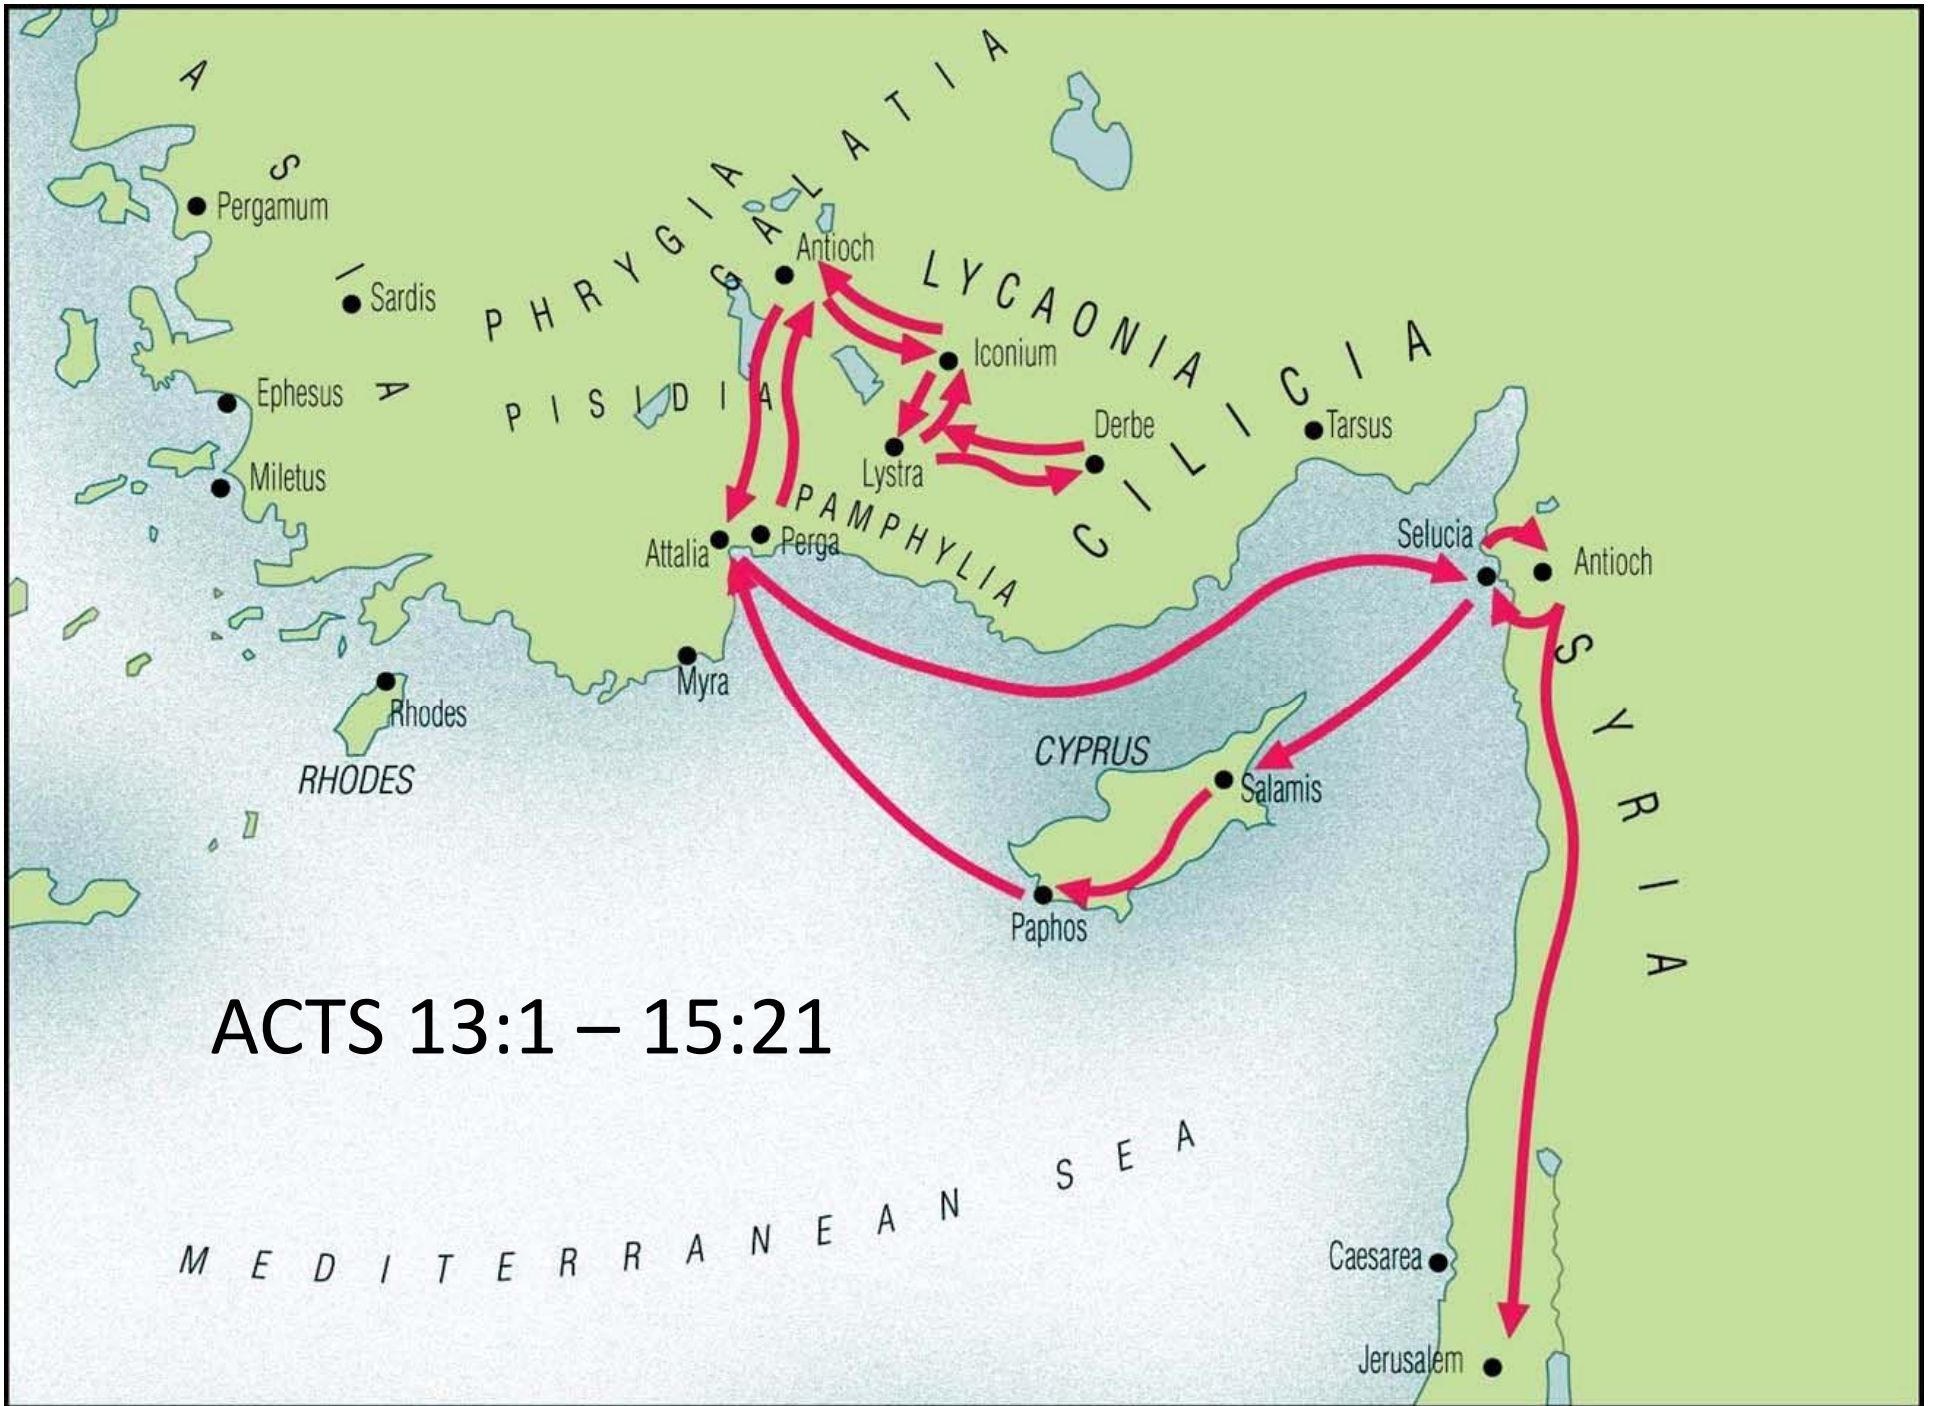 ASIA
GALATIA
PHRYGIA
Pergamum
Antioch
LYCAONIA
Sardis
Iconium
PISIDIA
CILICIA
Ephesus
Derbe
Tarsus
Lystra
Miletus
PAMPHYLIA
Attalia
Perga
Selucia
Antioch
Myra
SYRIA
Rhodes
RHODES
CYPRUS
Salamis
Paphos
ACTS 13:1 – 15:21
MEDITERRANEAN SEA
Caesarea
Jerusalem